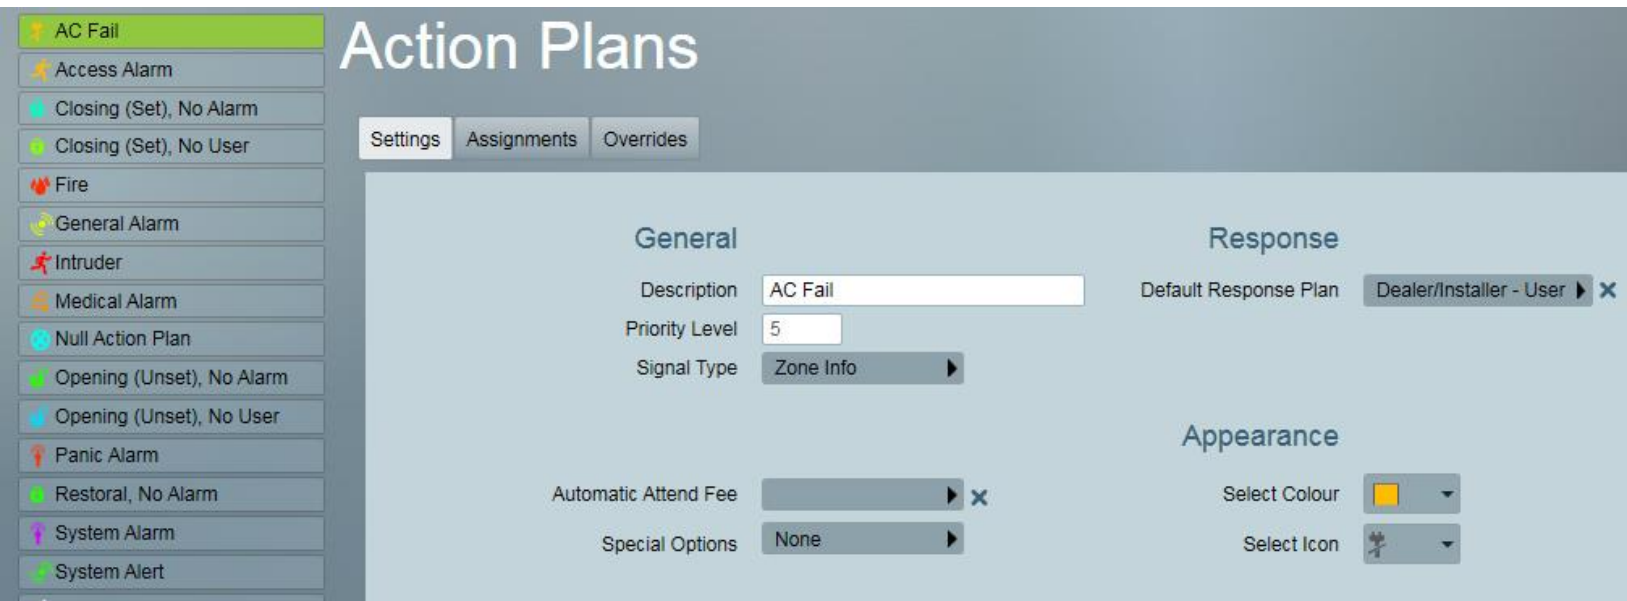 AC Fail
Access Alarm
Closing (Set), No Alarm
Closing (Set), No User
Fire
General Alarm
Intruder
Medical Alarm
Null Action Plan
Opening (Unset), No Alarm
Opening (Unset), No User
Panic Alarm
Restoral, No Alarm
System Alarm
System Alert
Action Plans
Settings Assignments Overrides
General
Description AC Fail
Priority Level 5
Signal Type Zone Info
Automatic Attend Fee
Special Options None
Response
Default Response Plan Dealer/Installer - User
Appearance
Select Colour
Select Icon